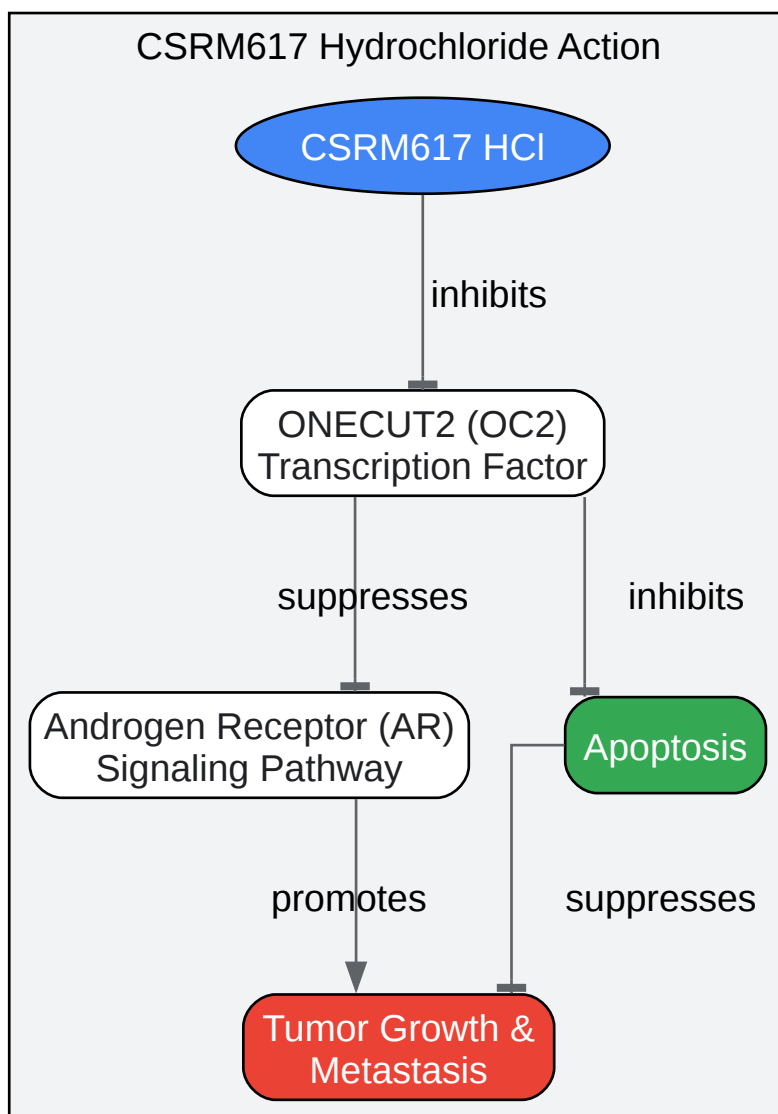 CSRM617 Hydrochloride Action
CSRM617 HCl
inhibits
ONECUT2 (OC2)
Transcription Factor
suppresses
inhibits
Androgen Receptor (AR)
Signaling Pathway
Apoptosis
promotes
suppresses
Tumor Growth &
Metastasis